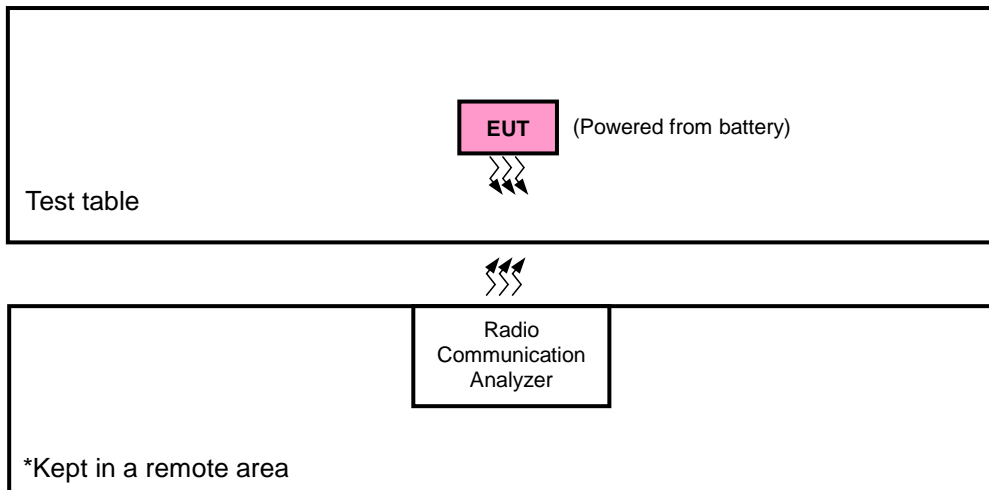 EUT (Powered from battery)
Test table
Radio
Communication
Analyzer
*Kept in a remote area